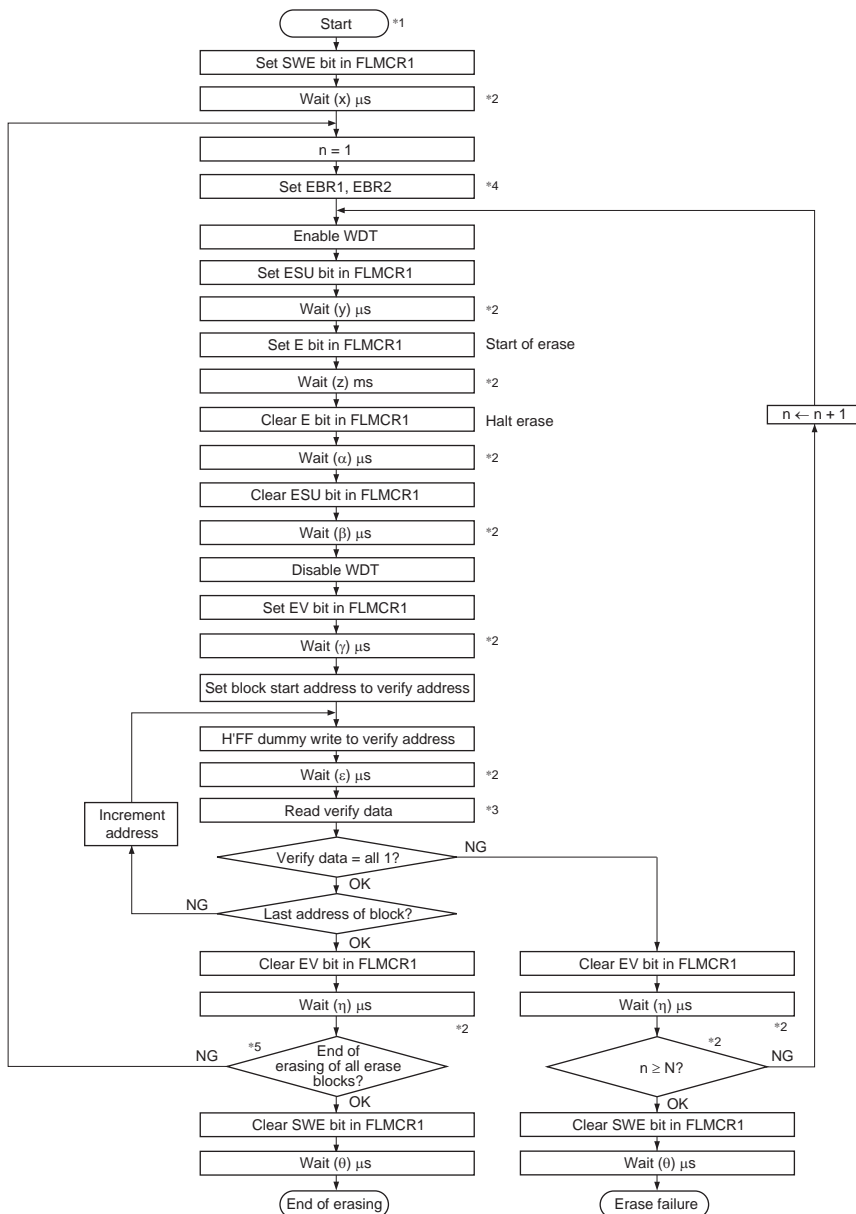 Start *1
Set SWE bit in FLMCR1
Wait (x) μs *2
n = 1
Set EBR1, EBR2 *4
Enable WDT
Set ESU bit in FLMCR1
Wait (y) μs *2
Set E bit in FLMCR1 Start of erase
Wait (z) ms *2
n ← n + 1
Clear E bit in FLMCR1 Halt erase
Wait (α) μs *2
Clear ESU bit in FLMCR1
Wait (β) μs *2
Disable WDT
Set EV bit in FLMCR1
Wait (γ) μs *2
Set block start address to verify address
H'FF dummy write to verify address
Wait (ε) μs *2
Increment
address
Read verify data *3
Verify data = all 1? NG
OK
NG Last address of block?
OK
Clear EV bit in FLMCR1
Wait (η) μs
*2
NG *5 End of
erasing of all erase
blocks?
OK
Clear SWE bit in FLMCR1
Wait (θ) μs
End of erasing
Clear EV bit in FLMCR1
Wait (η) μs
*2
*2
n ≥ N? NG
OK
Clear SWE bit in FLMCR1
Wait (θ) μs
Erase failure